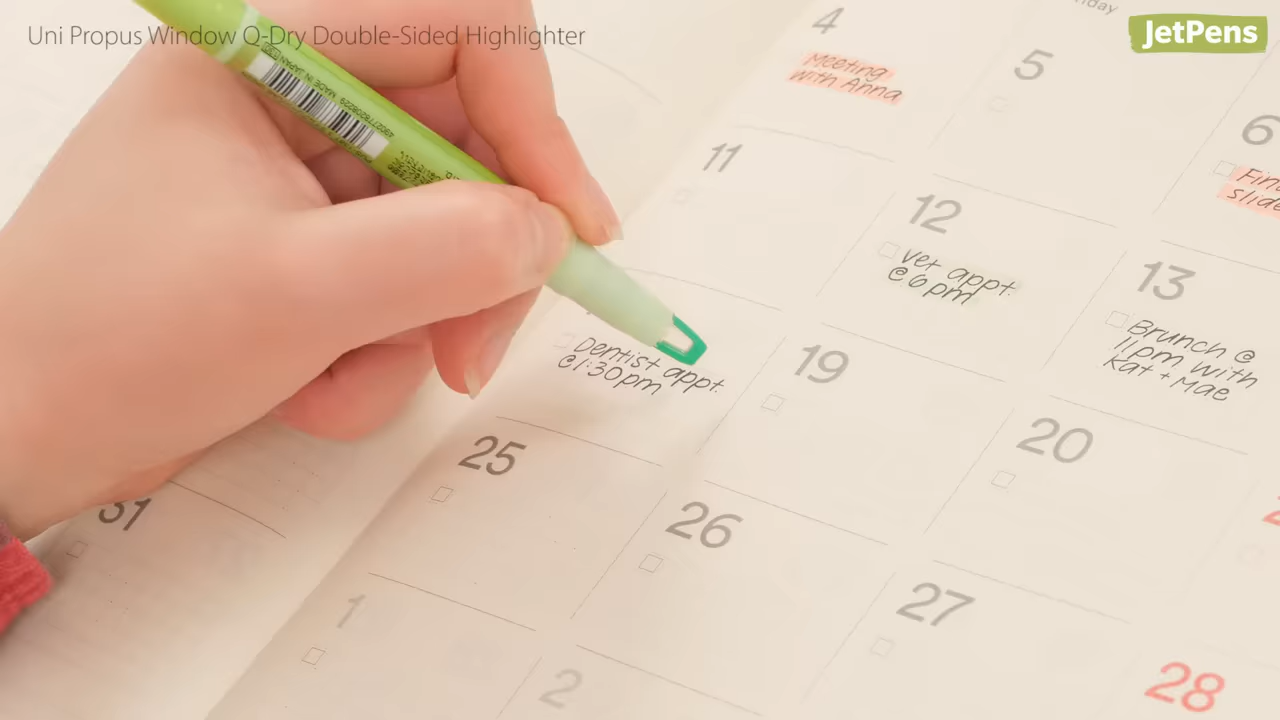 Uni Propus Window Q-Dry Double-Sided Highlighter
JetPens
MADE IN JAPAN
4
Meeting
with Anna
5
6
11
12
Vet appt.
@6pm
13
Brunch @
11pm with
Kat + Mae
Dentist appt.
@1:30pm
19
20
25
26
27
28
31
1
2